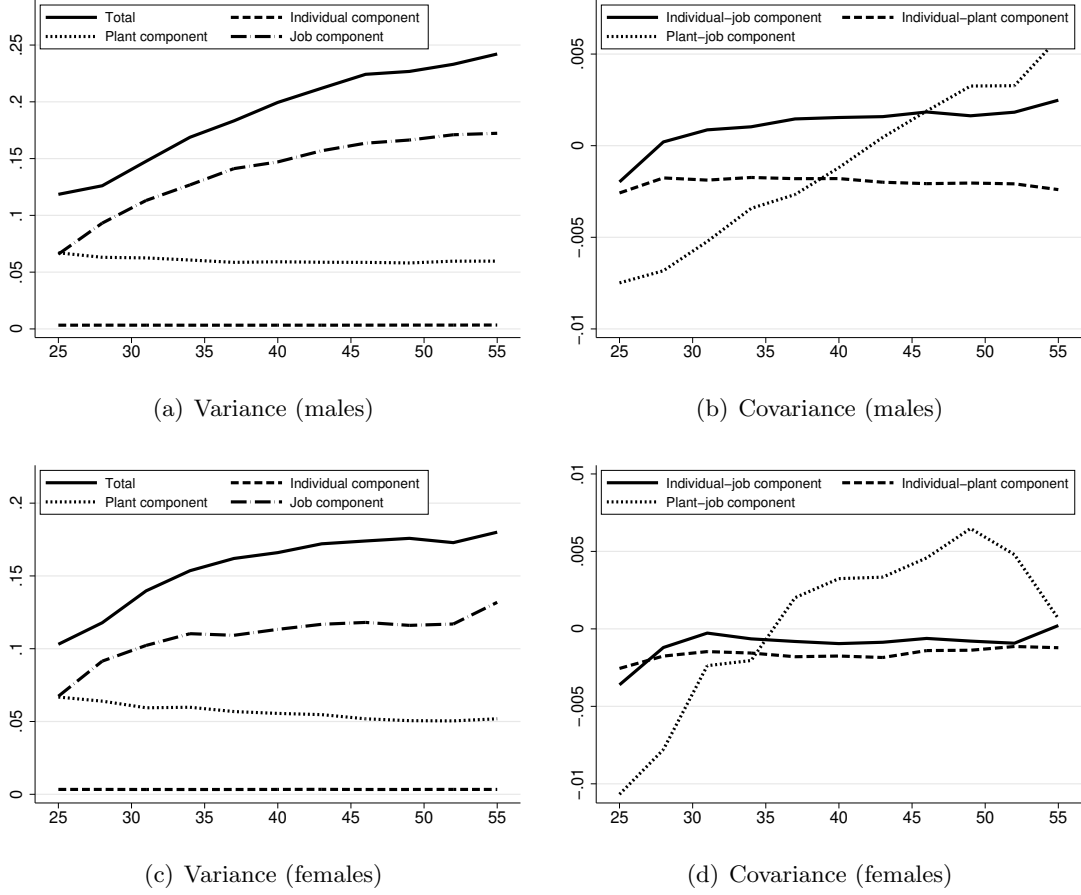 Total
Individual component
Plant component
Job component
0
.05
.1
.15
.2
.25
25 30 35 40 45 50 55
(a) Variance (males)
Individual−job component
Individual−plant component
Plant−job component
−.01
−.005
0
.005
25 30 35 40 45 50 55
(b) Covariance (males)
Total
Individual component
Plant component
Job component
0
.05
.1
.15
.2
25 30 35 40 45 50 55
(c) Variance (females)
Individual−job component
Individual−plant component
Plant−job component
−.01
−.005
0
.005
.01
25 30 35 40 45 50 55
(d) Covariance (females)